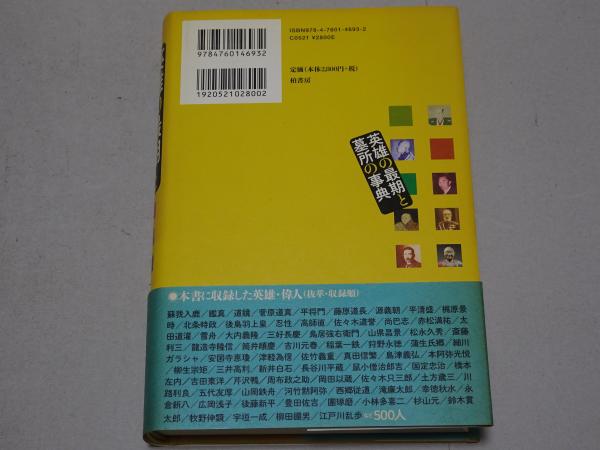 ISBN978-4-7601-4693-2
C0521 ¥2800E
9784760146932
定価(本体2,800円+税)
柏書房
1920521028002
英雄の最期と
墓所の事典
●本書に収録した英雄・偉人(抜萃・収録順)
蘇我入鹿/鑑真/道鏡/菅原道真/平将門/藤原道長/源義朝/平清盛/梶原景
時/北条時政/後鳥羽上皇/忍性/高師直/佐々木道誉/尚巴志/赤松満祐/太
田道灌/雪舟/大内義隆/三好長慶/鳥居強右衛門/山県昌景/松永久秀/斎藤
利三/龍造寺隆信/筒井順慶/吉川元春/稲葉一鉄/狩野永徳/蒲生氏郷/細川
ガラシャ/安国寺恵瓊/津軽為信/佐竹義重/真田信繁/島津義弘/本阿弥光悦
/柳生宗矩/三井高利/新井白石/長谷川平蔵/鼠小僧治郎吉/国定忠治/橋本
左内/吉田東洋/芹沢鴨/周布政之助/岡田以蔵/佐々木只三郎/土方歳三/川
路利良/五代友厚/山岡鉄舟/河竹黙阿弥/西郷従道/滝廉太郎/幸徳秋水/永
倉新八/広岡浅子/後藤新平/豊田佐吉/團琢磨/小林多喜二/杉山元/鈴木貫
太郎/牧野伸顕/宇垣一成/柳田國男/江戸川乱歩など500人